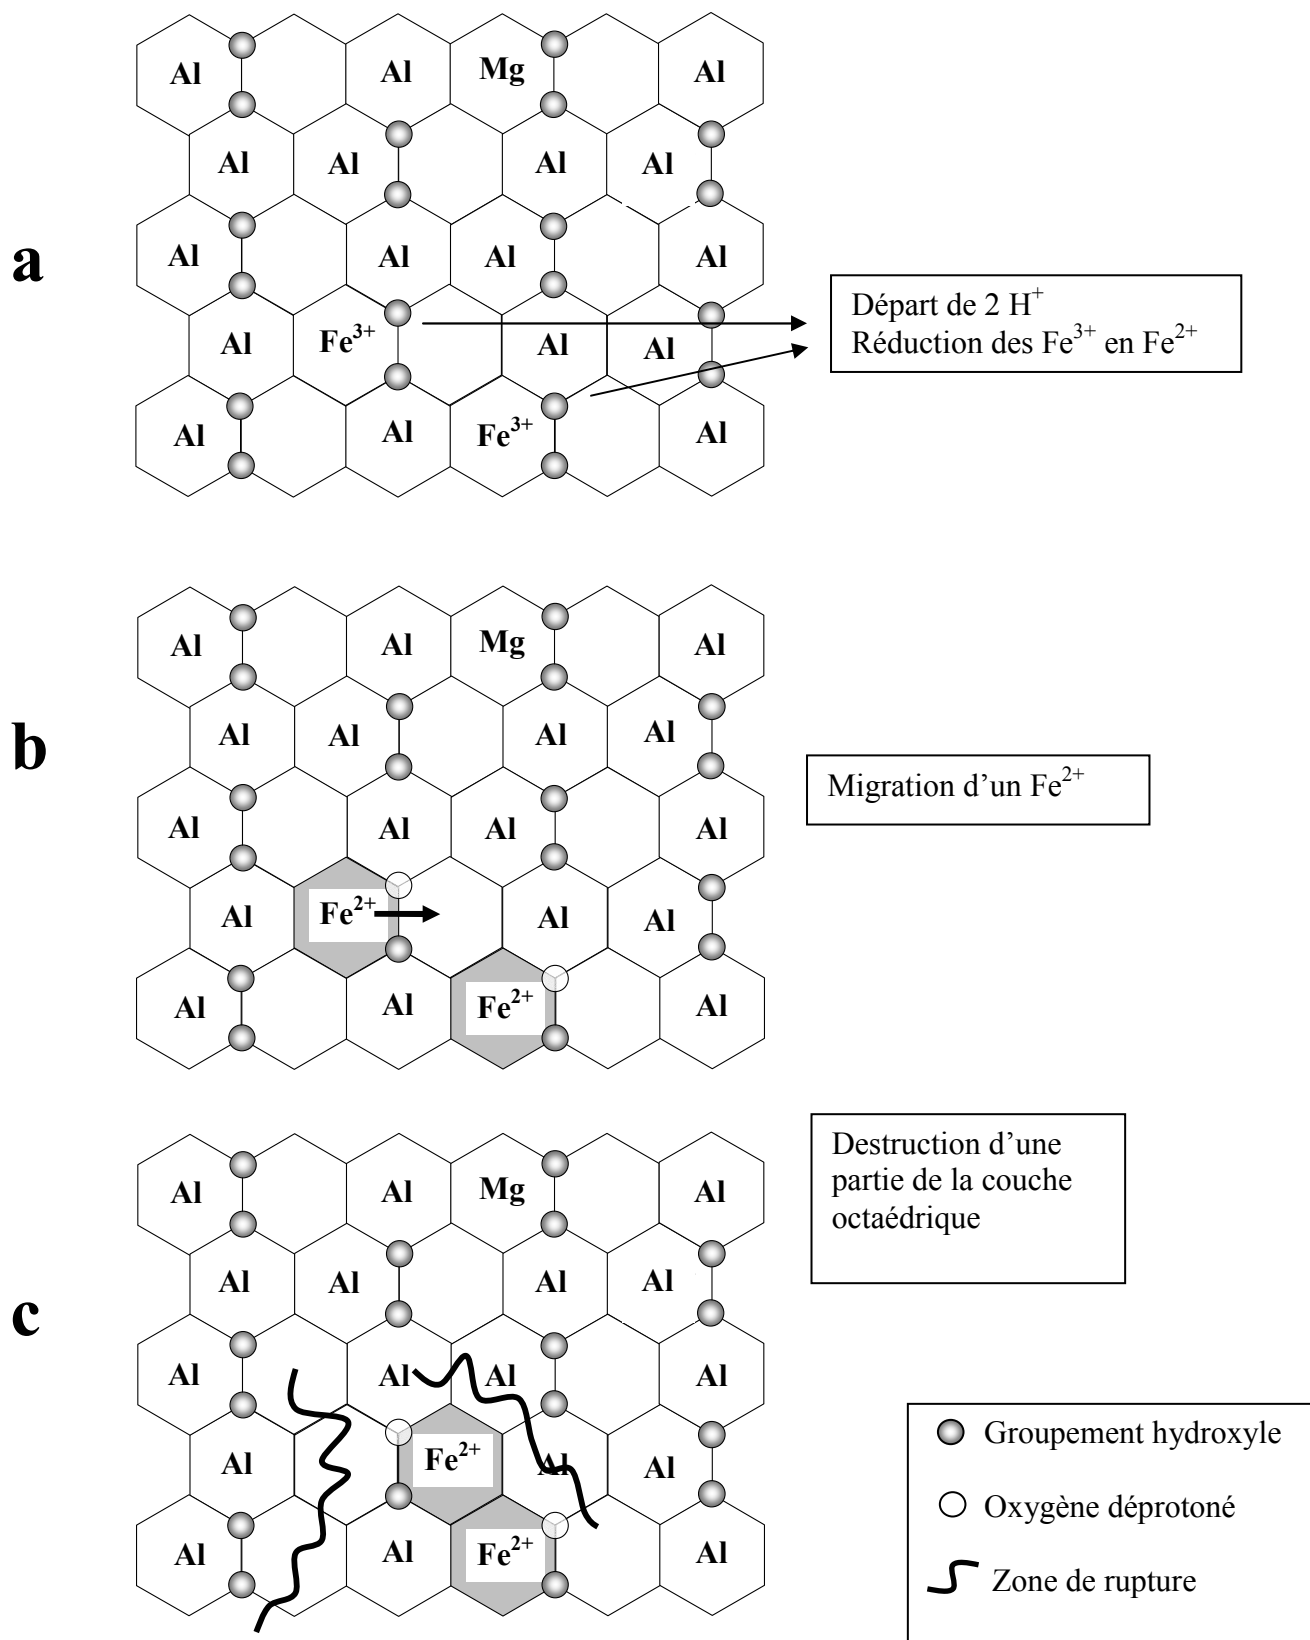 Al Al Mg Al
Al Al Al Al
a
Al Al Al Al
Al Fe³⁺ Al Al
Al Al Fe³⁺ Al
Départ de 2 H⁺
Réduction des Fe³⁺ en Fe²⁺
b
Al Al Mg Al
Al Al Al Al
Al Al Al Al
Al Fe²⁺ Al Al
Al Al Fe²⁺ Al
Migration d’un Fe²⁺
c
Al Al Mg Al
Al Al Al Al
Al Al Al Al
Al Fe²⁺ Al Al
Al Al Fe²⁺ Al
Destruction d’une
partie de la couche
octaédrique
Groupement hydroxyle
Oxygène déprotoné
Zone de rupture